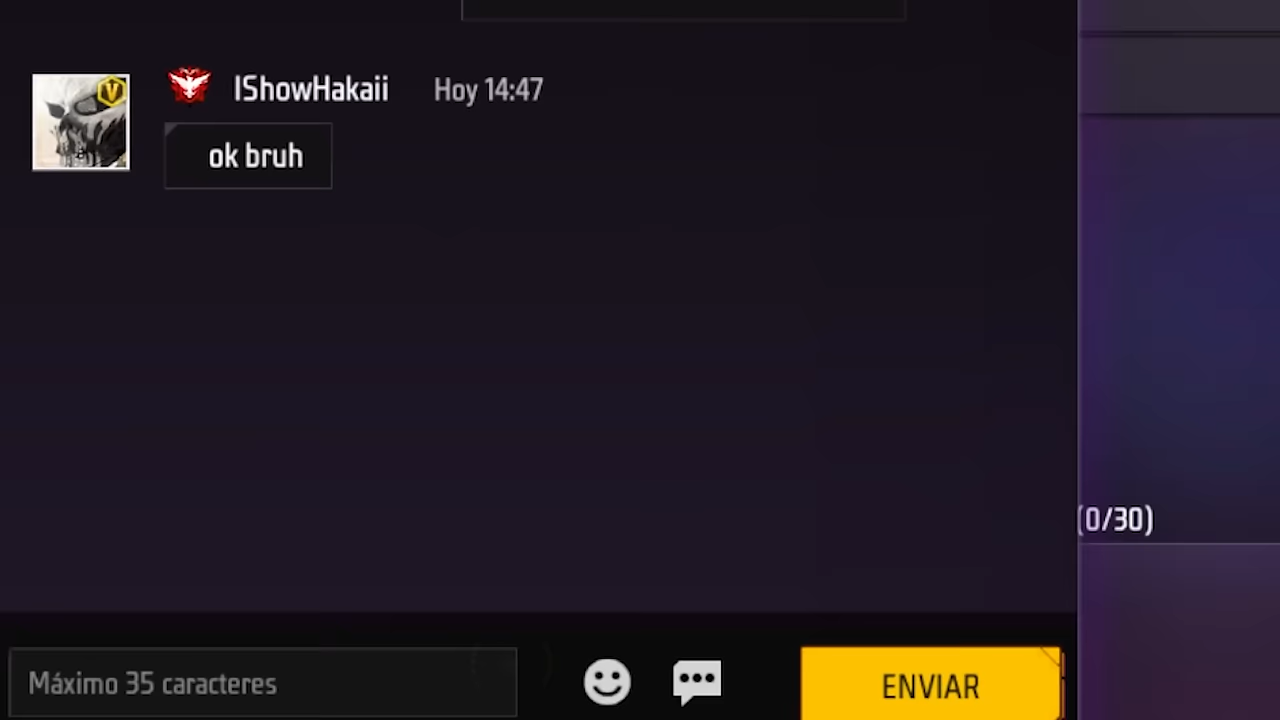 IShowHakaii Hoy 14:47
V
ok bruh
(0/30)
Máximo 35 caracteres
ENVIAR